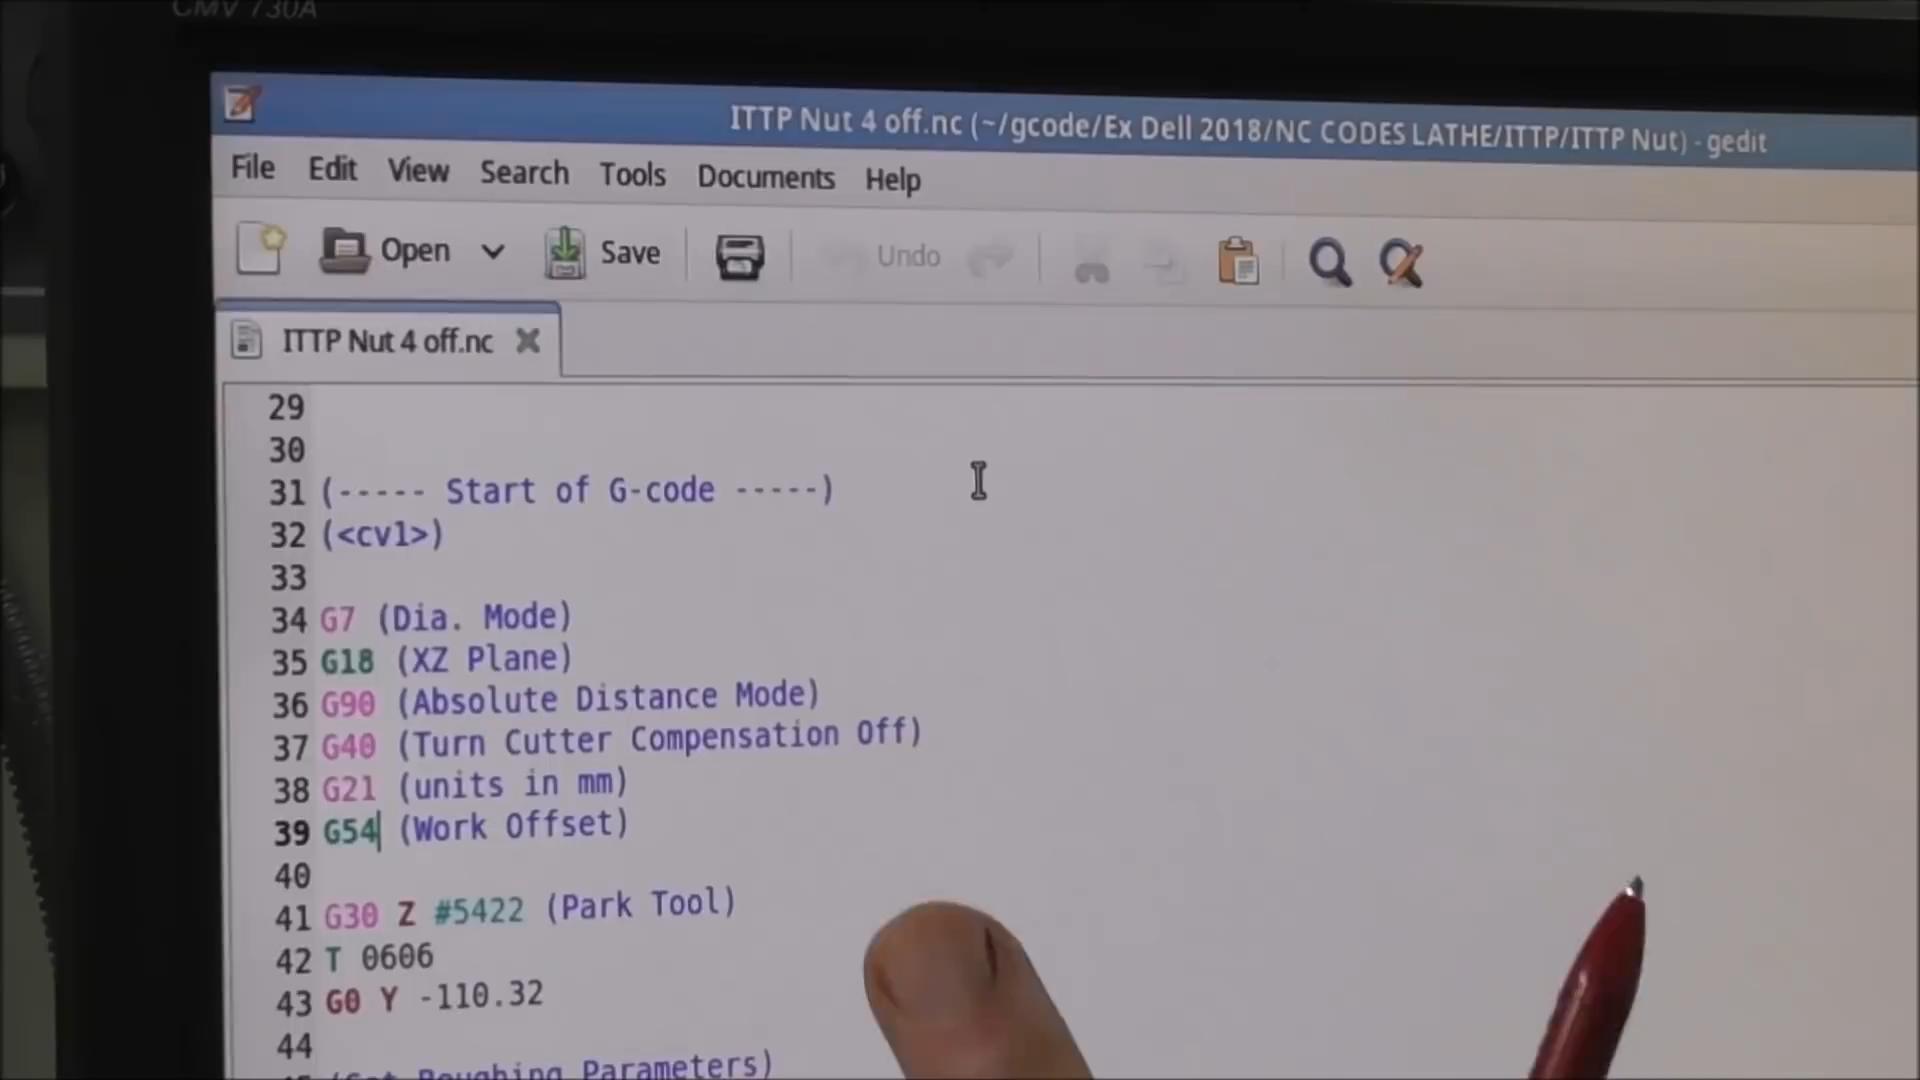 CMV 730A
ITTP Nut 4 off.nc (~/gcode/Ex Dell 2018/NC CODES LATHE/ITTP/ITTP Nut) - gedit
File Edit View Search Tools Documents Help
Open Save Undo
ITTP Nut 4 off.nc
29
30
31 (----- Start of G-code -----)
32 (<cv1>)
33
34 G7 (Dia. Mode)
35 G18 (XZ Plane)
36 G90 (Absolute Distance Mode)
37 G40 (Turn Cutter Compensation Off)
38 G21 (units in mm)
39 G54 (Work Offset)
40
41 G30 Z #5422 (Park Tool)
42 T 0606
43 G0 Y -110.32
44
Roughing Parameters)